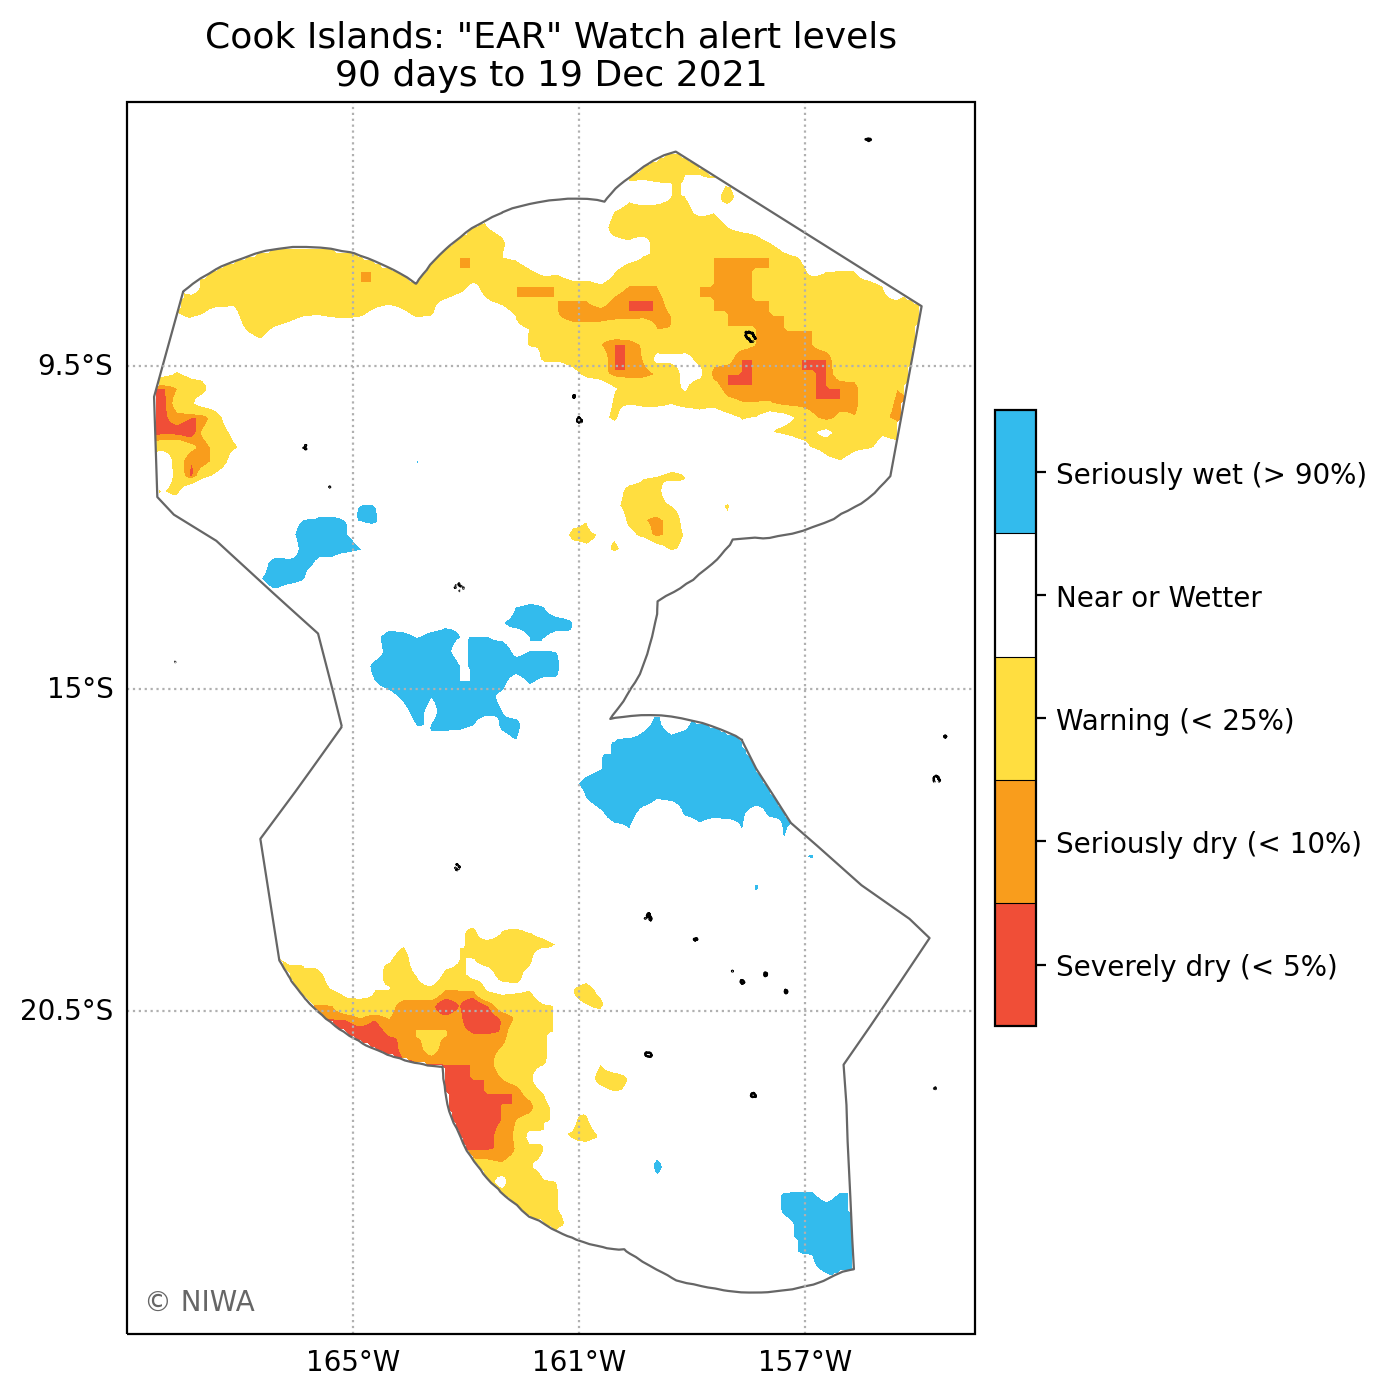 Cook Islands: "EAR" Watch alert levels
90 days to 19 Dec 2021
9.5°S
15°S
20.5°S
165°W
161°W
157°W
Seriously wet (> 90%)
Near or Wetter
Warning (< 25%)
Seriously dry (< 10%)
Severely dry (< 5%)
© NIWA